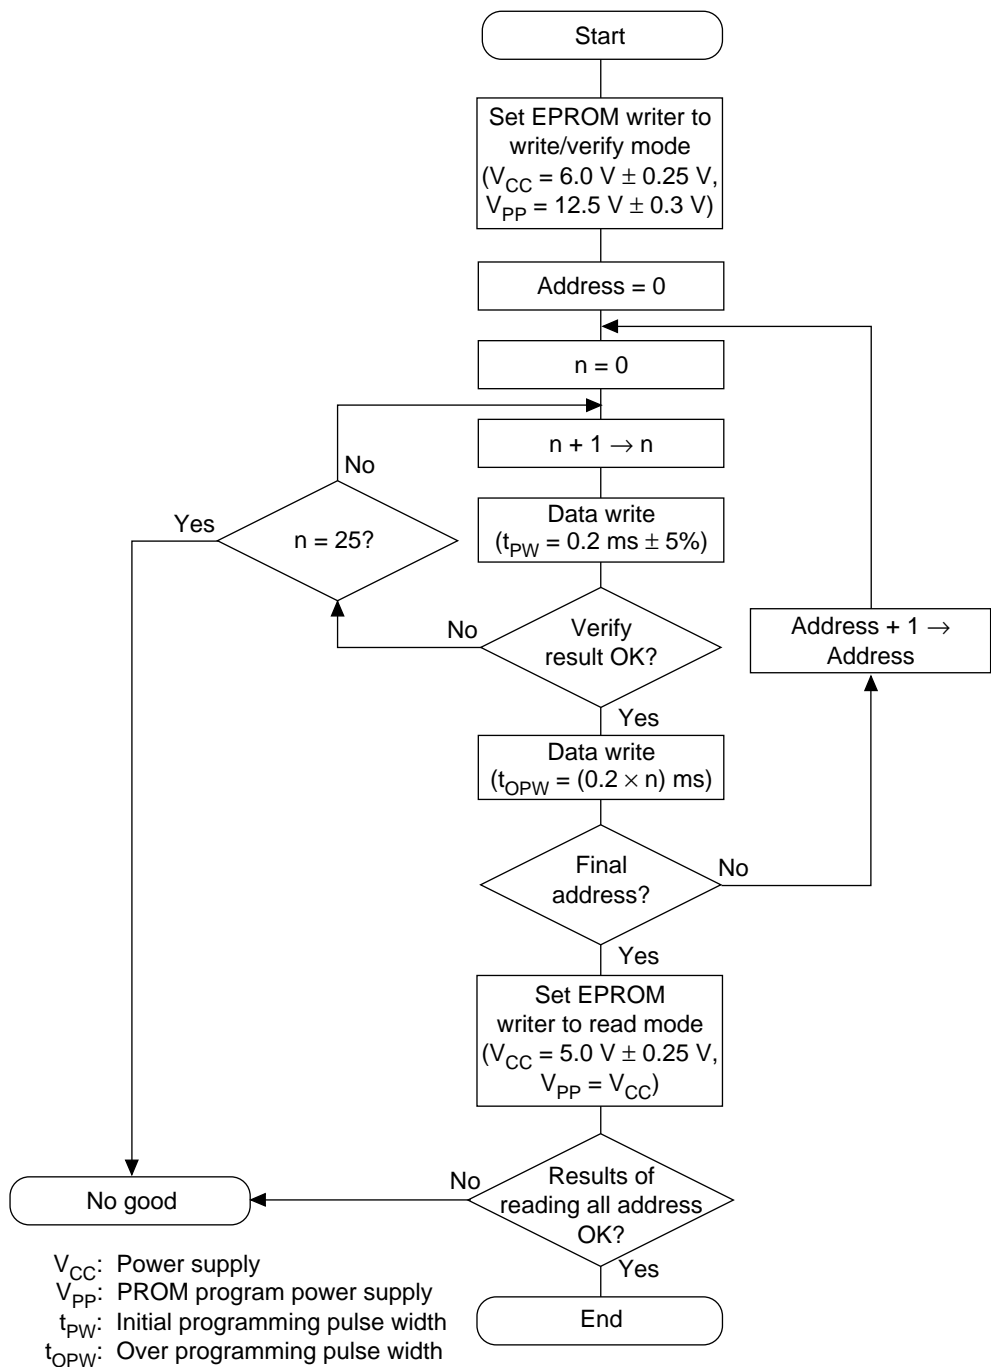 Start
Set EPROM writer to
write/verify mode
(VCC = 6.0 V ± 0.25 V,
VPP = 12.5 V ± 0.3 V)
Address = 0
n = 0
n + 1 → n
No
Yes
n = 25?
Data write
(tPW = 0.2 ms ± 5%)
No
Verify
result OK?
Address + 1 →
Address
Yes
Data write
(tOPW = (0.2 × n) ms)
Final
address?
No
Yes
Set EPROM
writer to read mode
(VCC = 5.0 V ± 0.25 V,
VPP = VCC)
No
Results of
reading all address
OK?
No good
Yes
End
VCC: Power supply
VPP: PROM program power supply
tPW: Initial programming pulse width
tOPW: Over programming pulse width